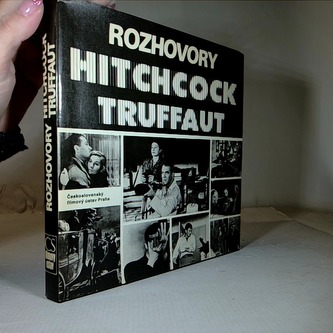 ROZHOVORY
HITCHCOCK
TRUFFAUT
Československý
filmový ústav Praha
ROZHOVORY HITCHCOCK TRUFFAUT